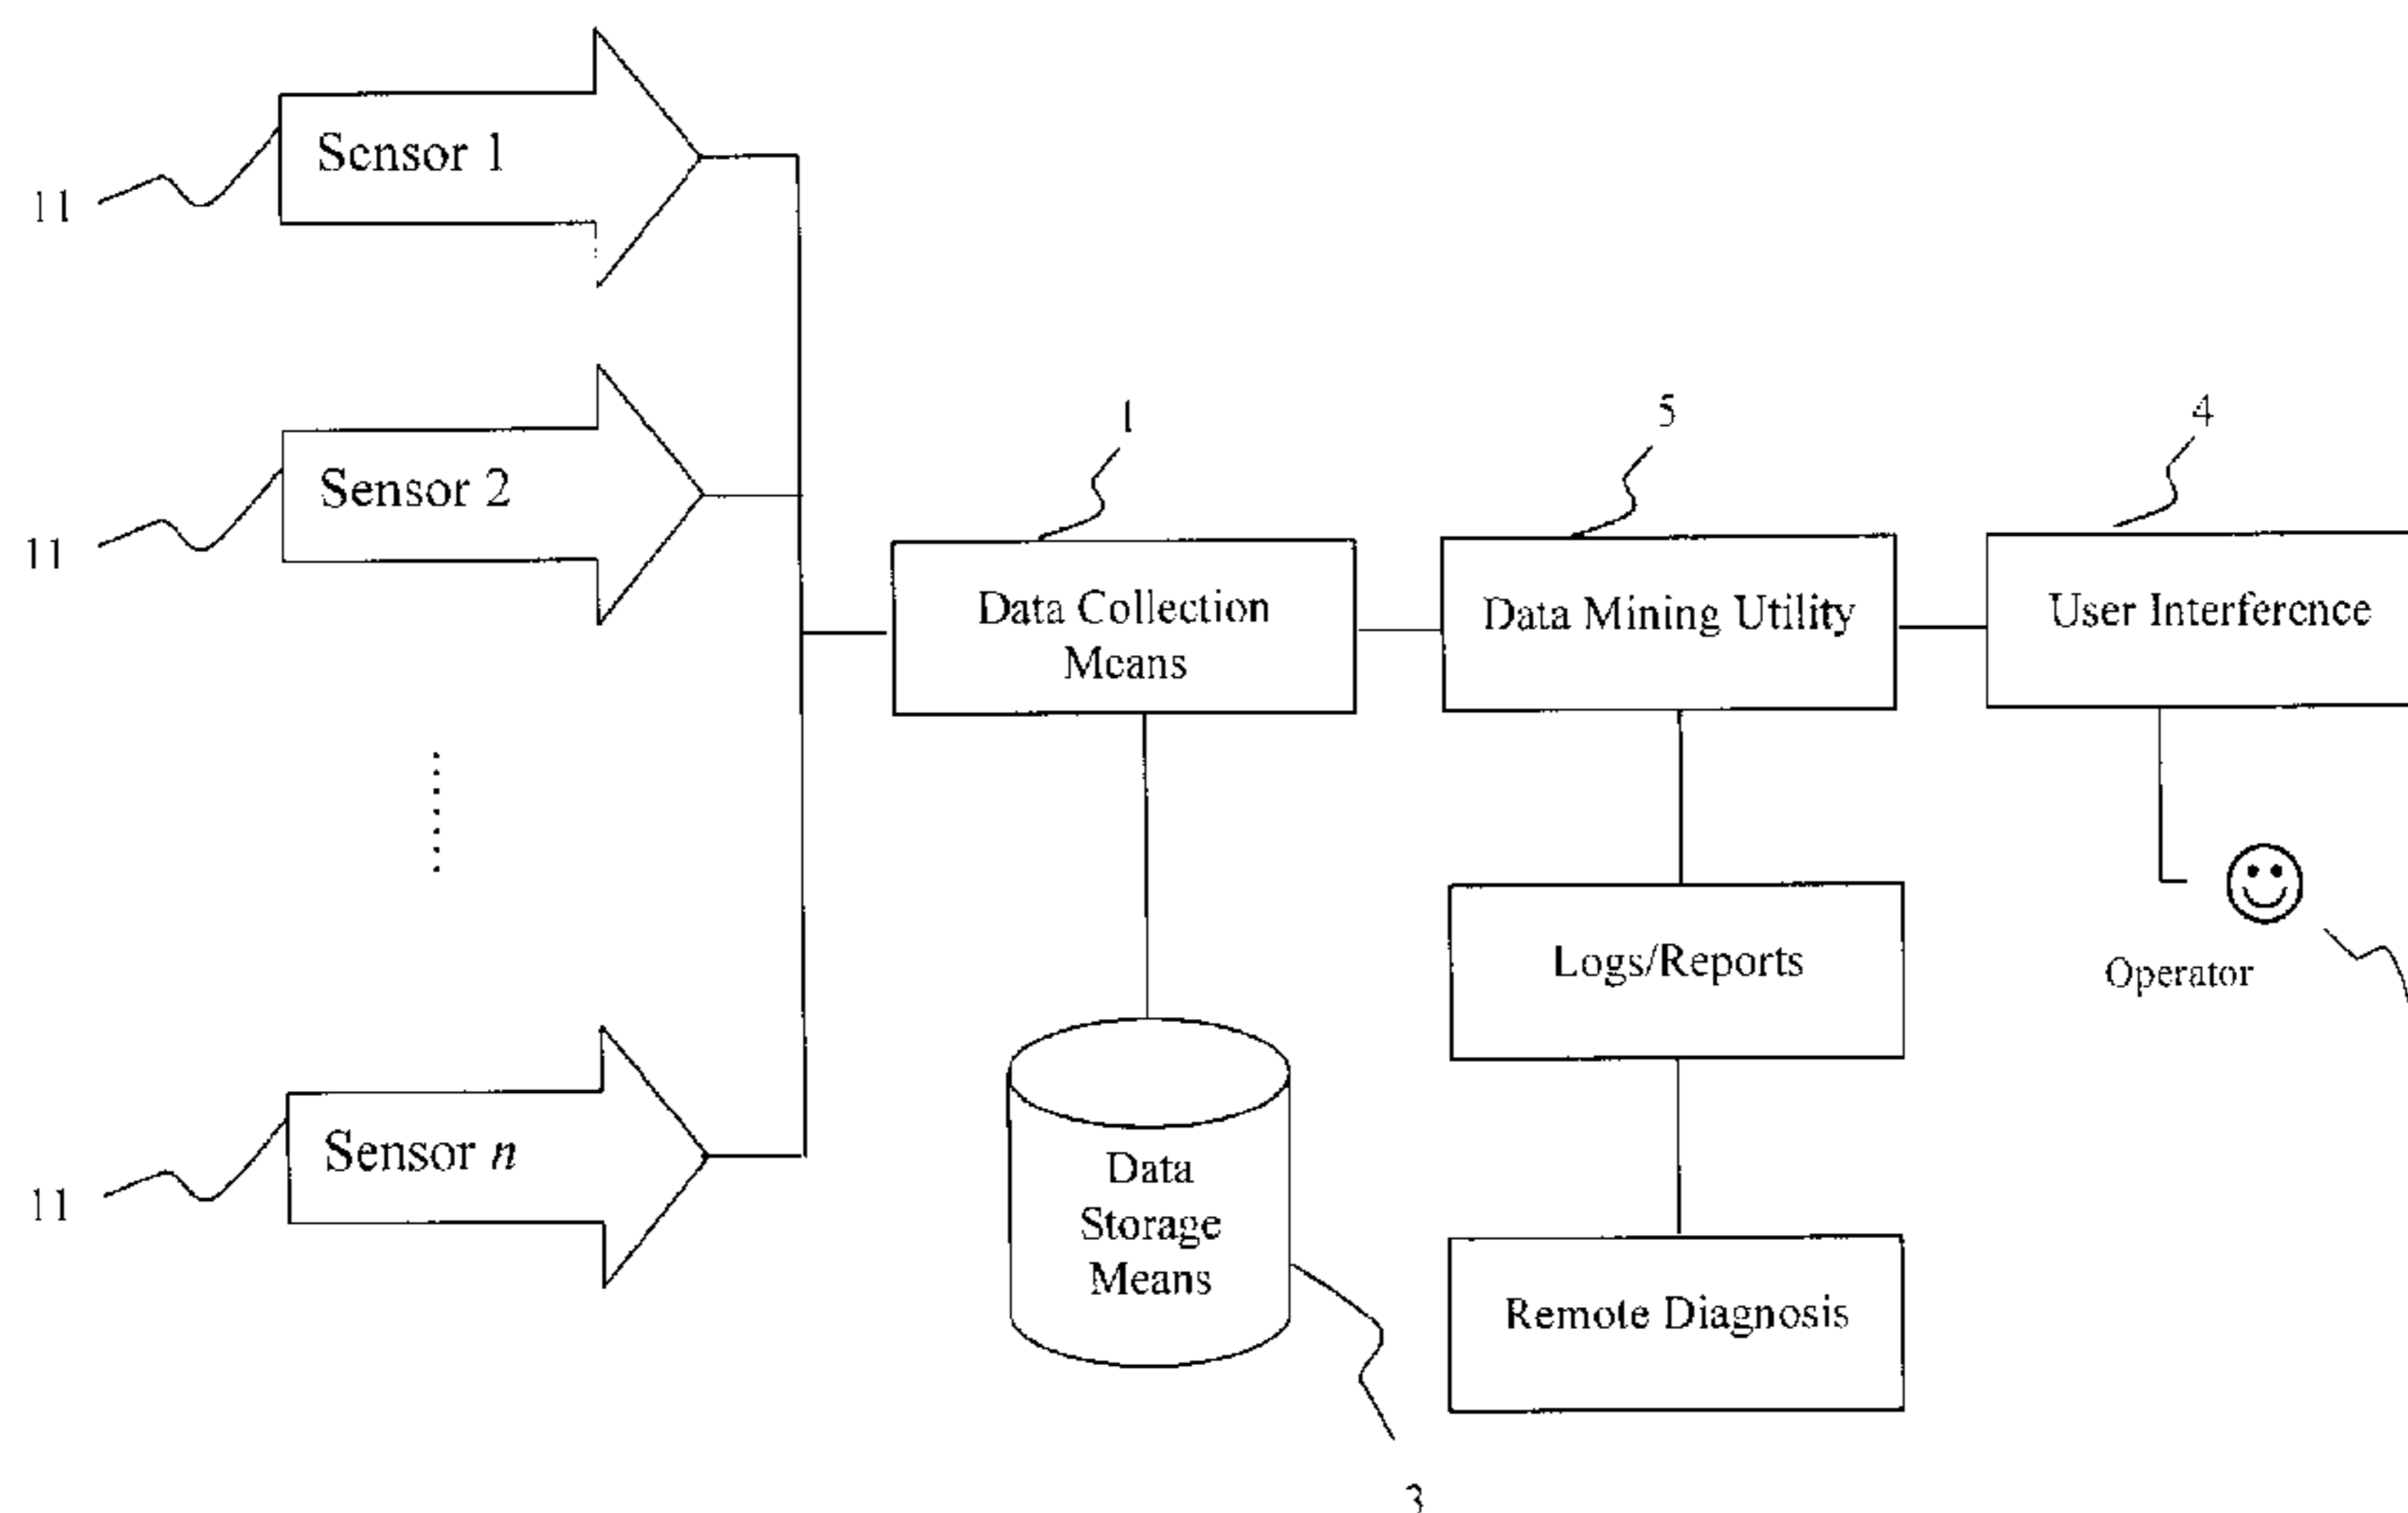 Sensor 1
11
1
5
4
Sensor 2
11
Data Collection
Means
Data Mining Utility
User Interference
Logs/Reports
Operator
Sensor n
11
Data
Storage
Means
Remote Diagnosis
3